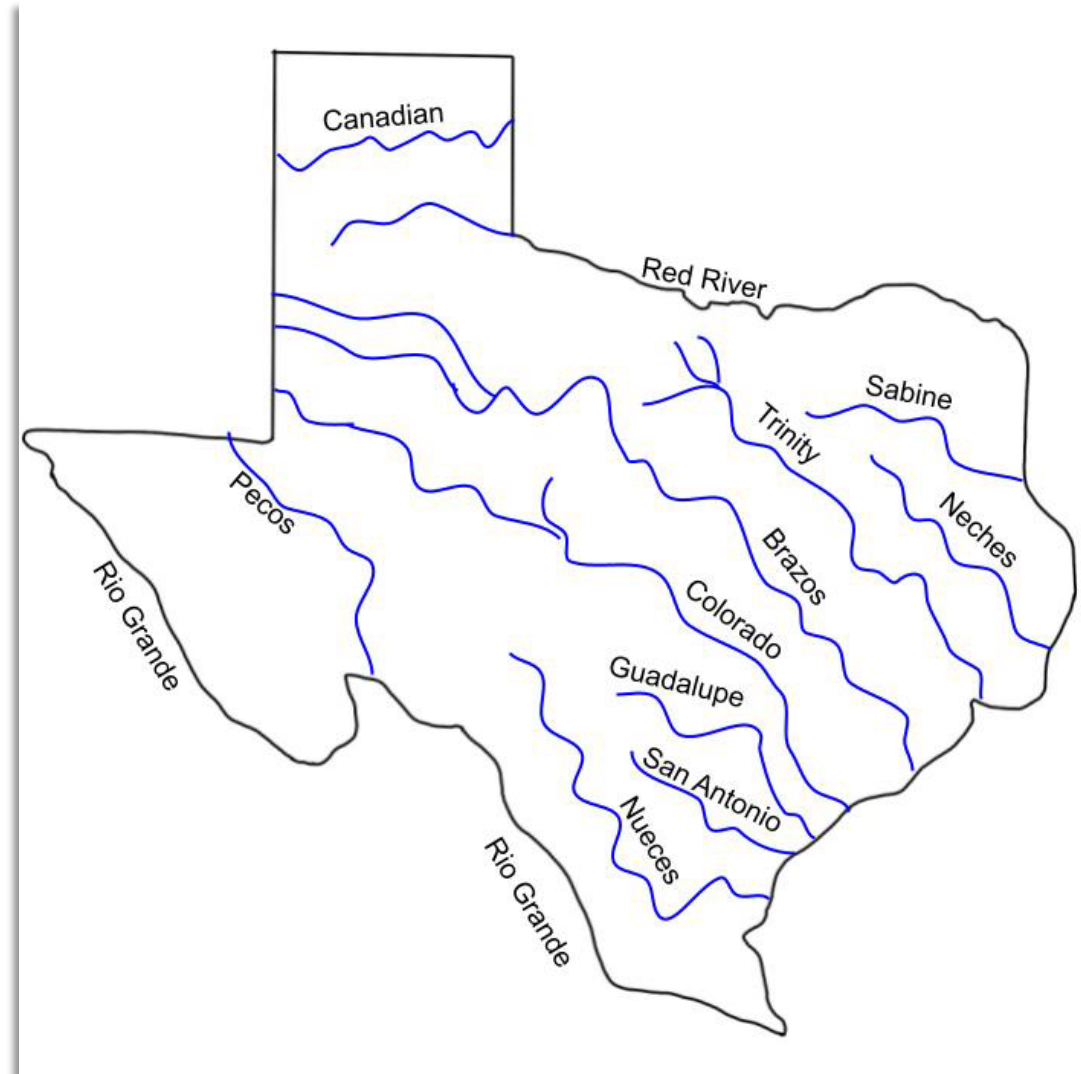 Canadian
Red River
Sabine
Trinity
Pecos
Neches
Brazos
Rio Grande
Colorado
Guadalupe
San Antonio
Nueces
Rio Grande